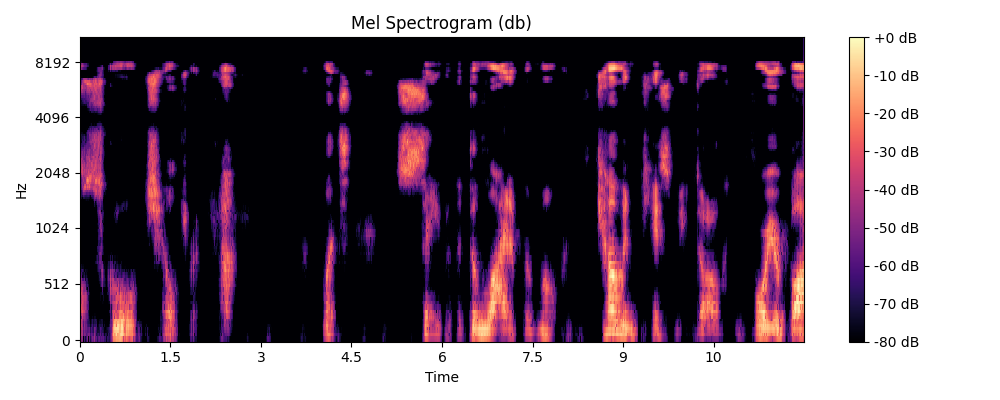 Mel Spectrogram (db)
8192
4096
2048
1024
512
0
Hz
0 1.5 3 4.5 6 7.5 9 10
Time
+0 dB
-10 dB
-20 dB
-30 dB
-40 dB
-50 dB
-60 dB
-70 dB
-80 dB